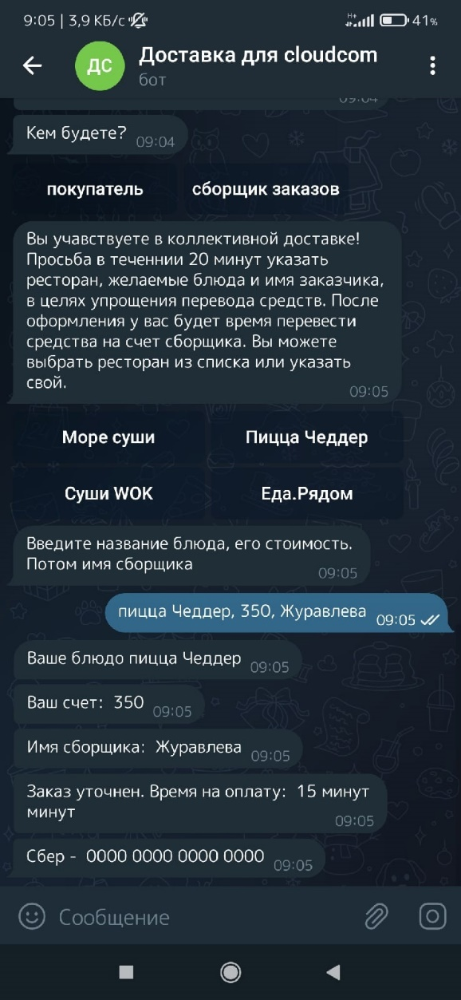 9:05 | 3,9 КБ/с
H+ 41%
ДС Доставка для cloudcom
бот
09:04
Кем будете? 09:04
покупатель сборщик заказов
Вы учавствуете в коллективной доставке!
Просьба в теченнии 20 минут указать
ресторан, желаемые блюда и имя заказчика,
в целях упрощения перевода средств. После
оформления у вас будет время перевести
средства на счет сборщика. Вы можете
выбрать ресторан из списка или указать
свой. 09:05
Море суши Пицца Чеддер
Суши WOK Еда.Рядом
Введите название блюда, его стоимость.
Потом имя сборщика 09:05
пицца Чеддер, 350, Журавлева 09:05
Ваше блюдо пицца Чеддер 09:05
Ваш счет: 350 09:05
Имя сборщика: Журавлева 09:05
Заказ уточнен. Время на оплату: 15 минут
минут 09:05
Сбер - 0000 0000 0000 0000 09:05
Сообщение